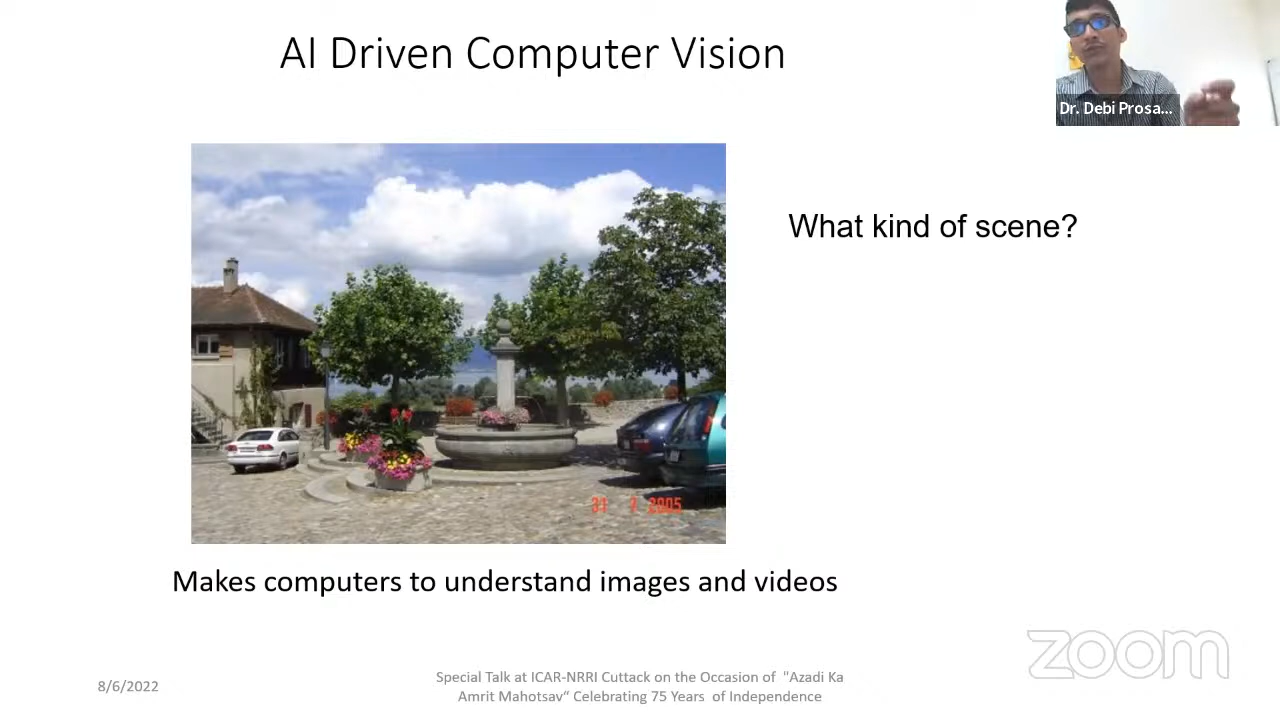 AI Driven Computer Vision
Dr. Debi Prosa...
What kind of scene?
31 7 2005
Makes computers to understand images and videos
zoom
8/6/2022
Special Talk at ICAR-NRRI Cuttack on the Occasion of "Azadi Ka
Amrit Mahotsav“ Celebrating 75 Years of Independence